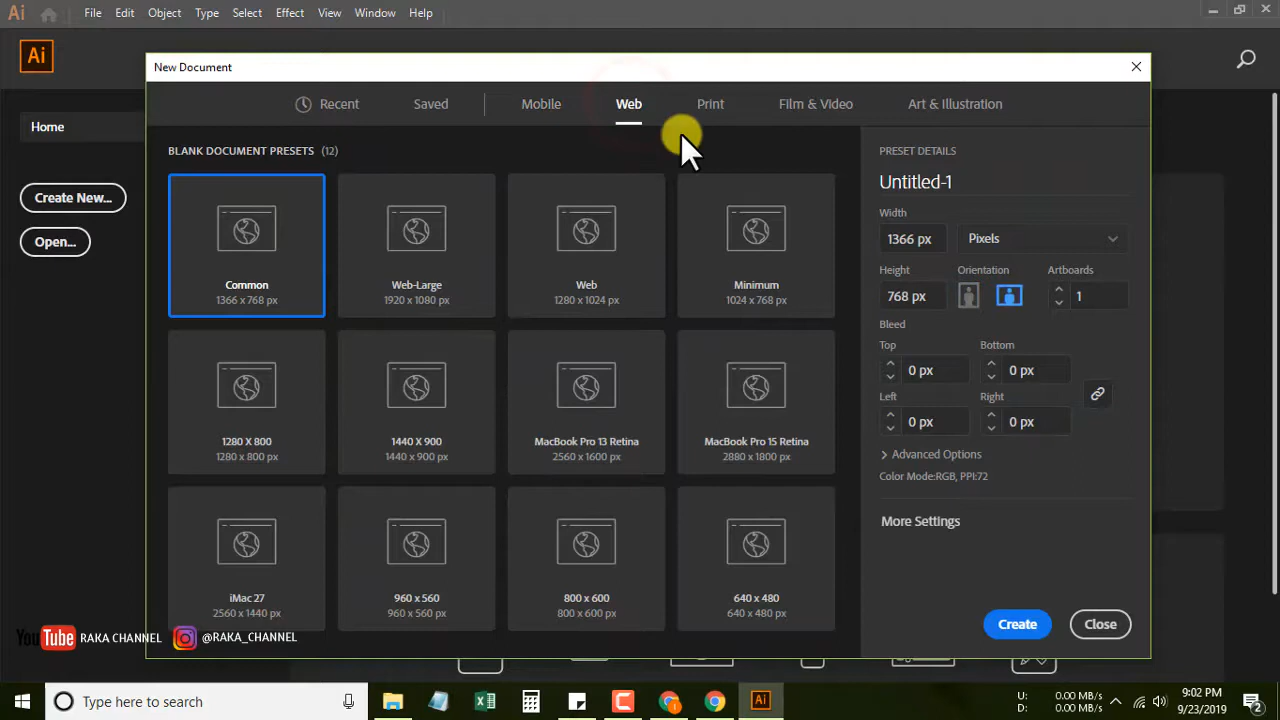 Ai File Edit Object Type Select Effect View Window Help
Ai
New Document
Recent Saved Mobile Web Print Film & Video Art & Illustration
Home
Create New...
Open...
BLANK DOCUMENT PRESETS (12)
Common
1366 x 768 px
Web-Large
1920 x 1080 px
Web
1280 x 1024 px
Minimum
1024 x 768 px
1280 X 800
1280 x 800 px
1440 X 900
1440 x 900 px
MacBook Pro 13 Retina
2560 x 1600 px
MacBook Pro 15 Retina
2880 x 1800 px
iMac 27
2560 x 1440 px
960 x 560
960 x 560 px
800 x 600
800 x 600 px
640 x 480
640 x 480 px
PRESET DETAILS
Untitled-1
Width
1366 px Pixels
Height Orientation Artboards
768 px 1
Bleed
Top Bottom
0 px 0 px
Left Right
0 px 0 px
Advanced Options
Color Mode:RGB, PPI:72
More Settings
Create Close
YouTube RAKA CHANNEL @RAKA_CHANNEL
Type here to search
Ai
U: 0.00 MB/s
D: 0.00 MB/s
9:02 PM
9/23/2019
2